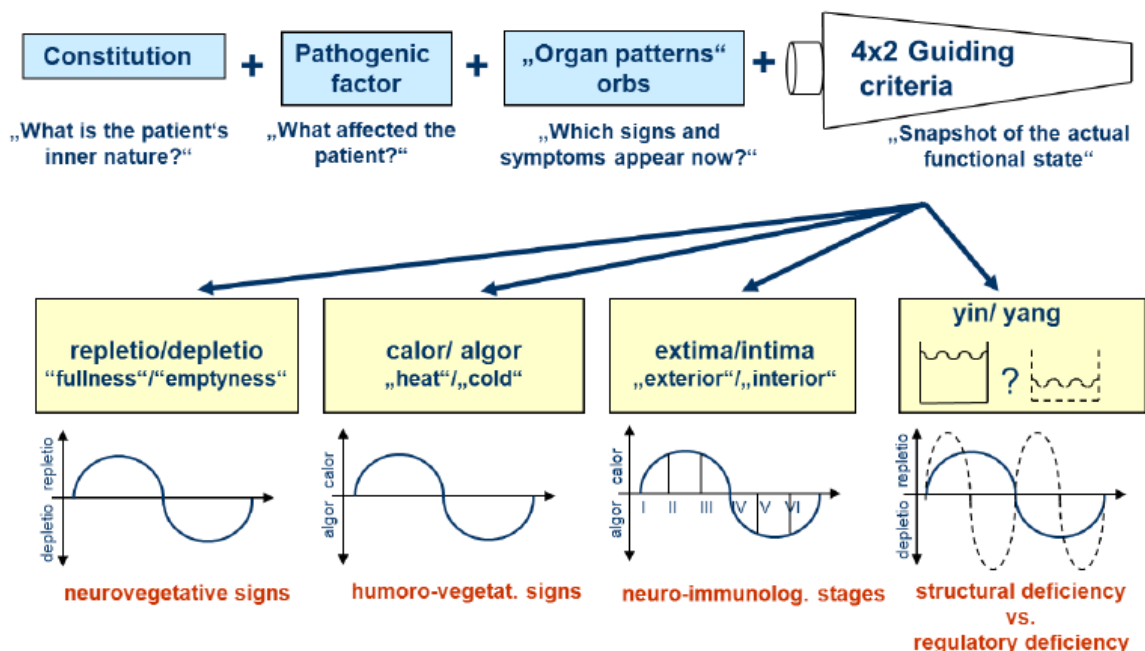 Constitution
+
Pathogenic
factor
+
„Organ patterns“
orbs
+
4x2 Guiding
criteria
„What is the patient‘s
inner nature?“
„What affected the
patient?“
„Which signs and
symptoms appear now?“
„Snapshot of the actual
functional state“
repletio/depletio
“fullness“/“emptyness“
calor/ algor
„heat“/„cold“
extima/intima
„exterior“/„interior“
yin/ yang
?
repletio
depletio
calor
algor
calor
algor
I II III IV V VI
repletio
depletio
neurovegetative signs
humoro-vegetat. signs
neuro-immunolog. stages
structural deficiency
vs.
regulatory deficiency